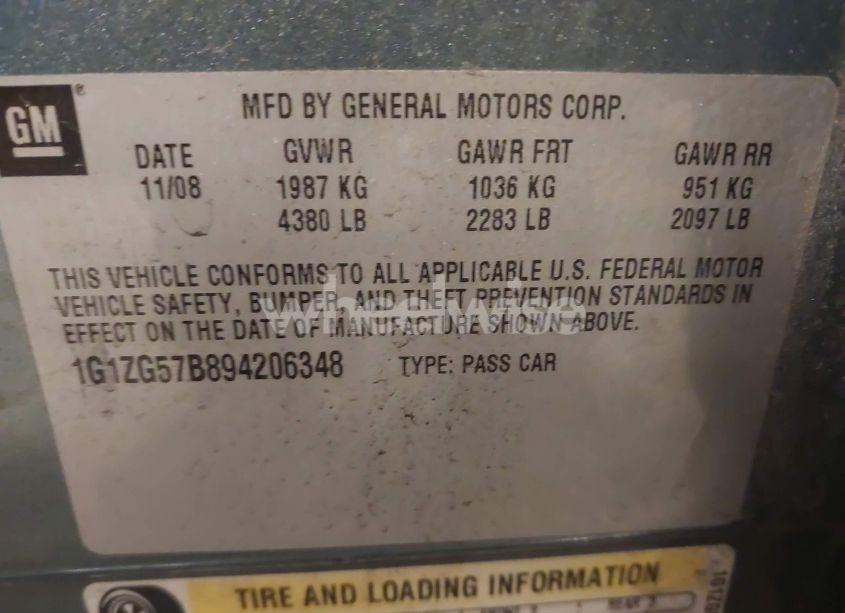 GM
MFD BY GENERAL MOTORS CORP.
DATE GVWR GAWR FRT GAWR RR
11/08 1987 KG 1036 KG 951 KG
4380 LB 2283 LB 2097 LB
THIS VEHICLE CONFORMS TO ALL APPLICABLE U.S. FEDERAL MOTOR
VEHICLE SAFETY, BUMPER, AND THEFT PREVENTION STANDARDS IN
EFFECT ON THE DATE OF MANUFACTURE SHOWN ABOVE.
1G1ZG57B894206348 TYPE: PASS CAR
TIRE AND LOADING INFORMATION